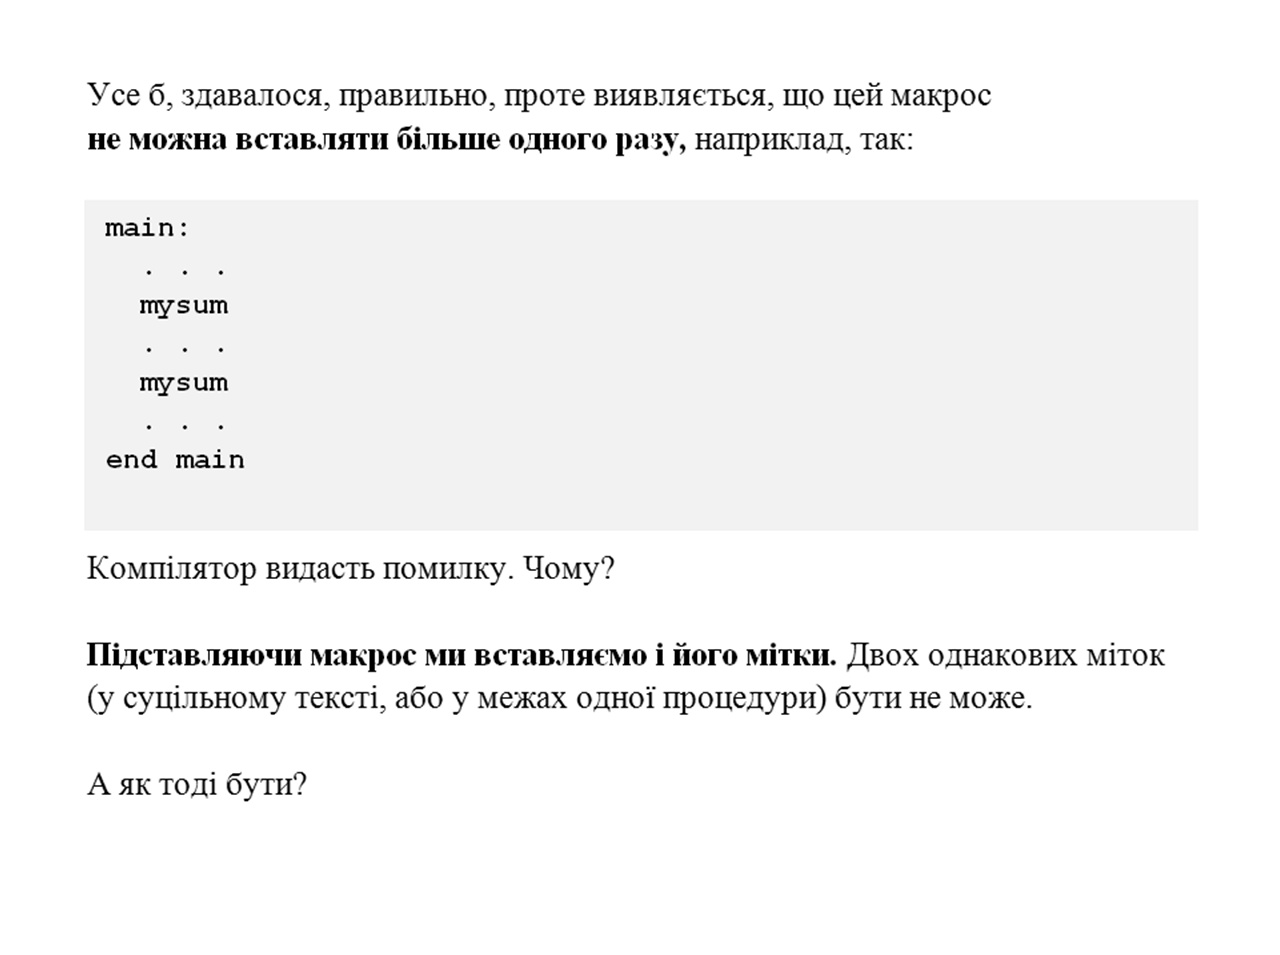 Усе б, здавалося, правильно, проте виявляється, що цей макрос
не можна вставляти більше одного разу, наприклад, так:
main:
. . .
mysum
. . .
mysum
. . .
end main
Компілятор видасть помилку. Чому?
Підставляючи макрос ми вставляємо і його мітки. Двох однакових міток
(у суцільному тексті, або у межах одної процедури) бути не може.
А як тоді бути?